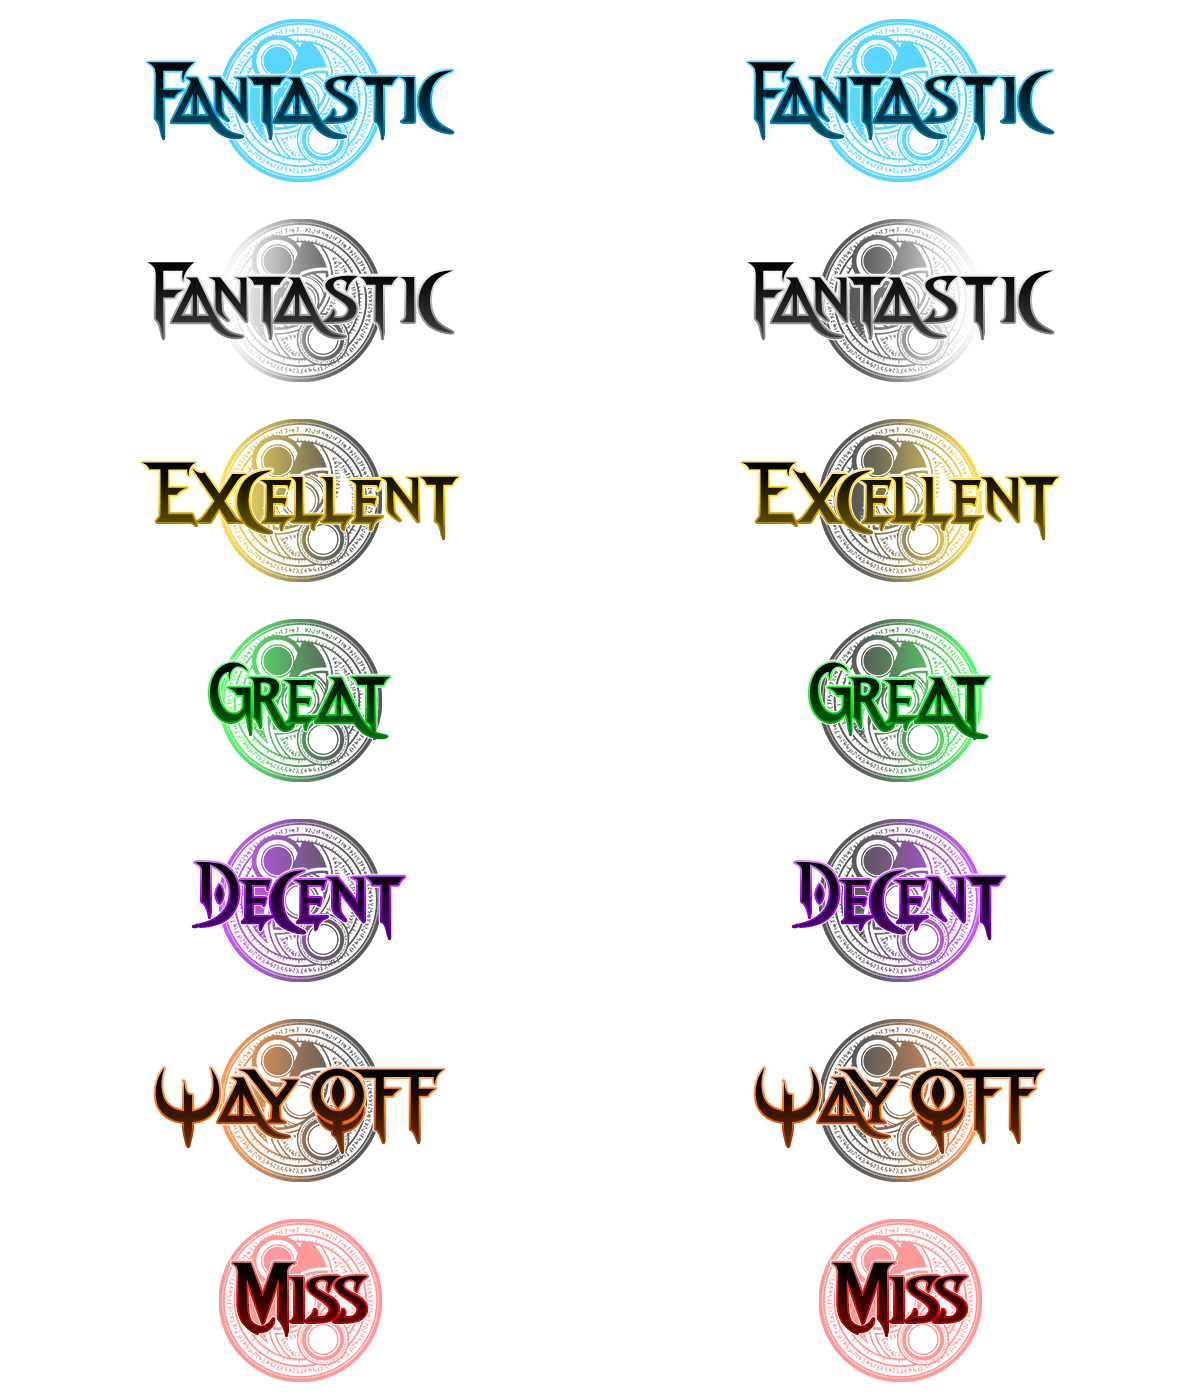 Fantastic Fantastic
Fantastic Fantastic
Excellent Excellent
Great Great
Decent Decent
Way Off Way Off
Miss Miss